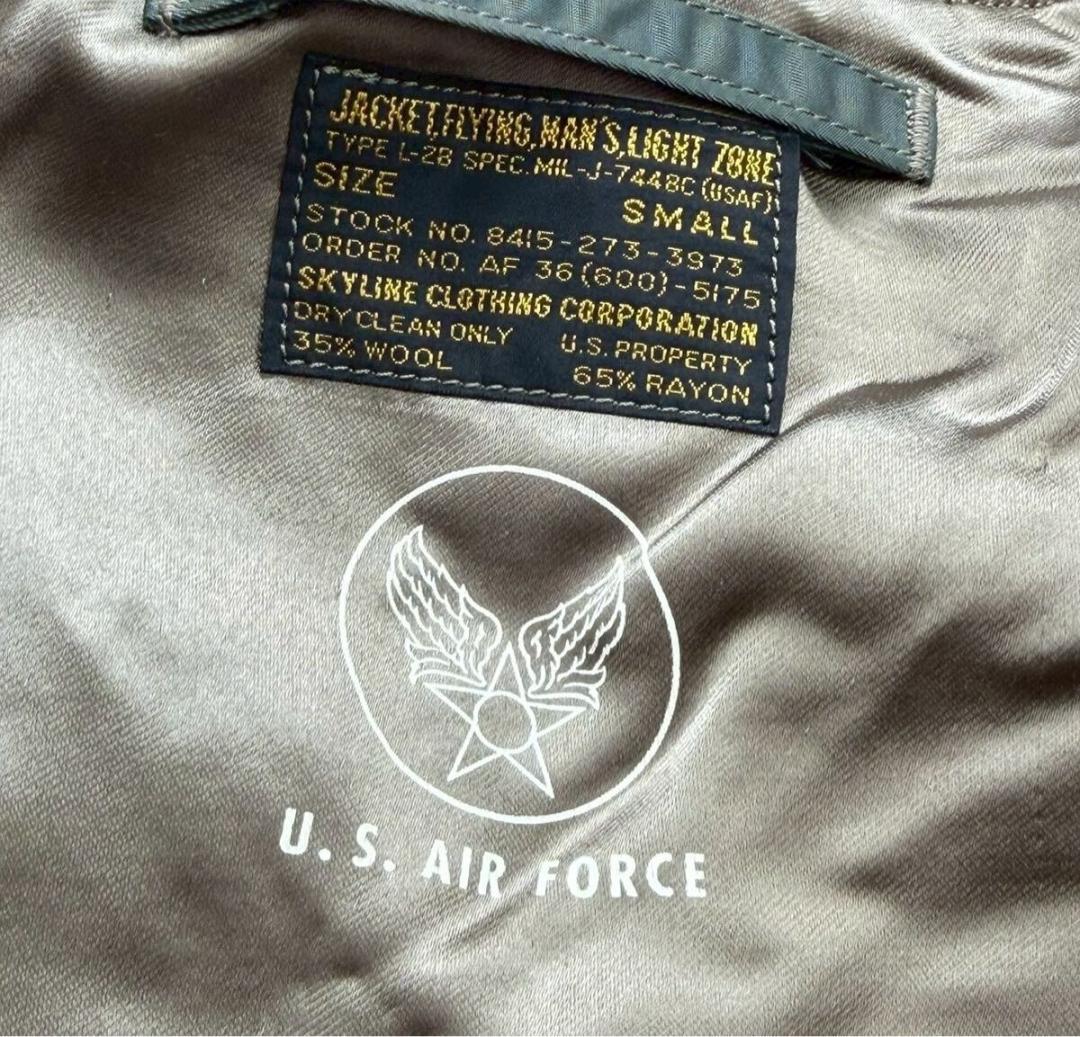 JACKET,FLYING,MAN'S,LIGHT ZONE
TYPE L-2B SPEC.MIL-J-7448C (USAF)
SIZE SMALL
STOCK NO. 8415-273-3973
ORDER NO. AF 36(600)-5175
SKYLINE CLOTHING CORPORATION
DRY CLEAN ONLY U.S. PROPERTY
35% WOOL 65% RAYON
U.S. AIR FORCE